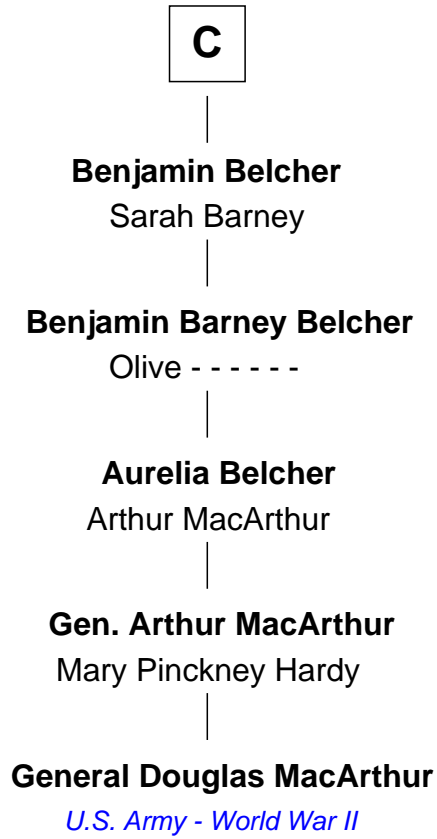 C
Benjamin Belcher
Sarah Barney
Benjamin Barney Belcher
Olive - - - - - -
Aurelia Belcher
Arthur MacArthur
Gen. Arthur MacArthur
Mary Pinckney Hardy
General Douglas MacArthur
U.S. Army - World War II